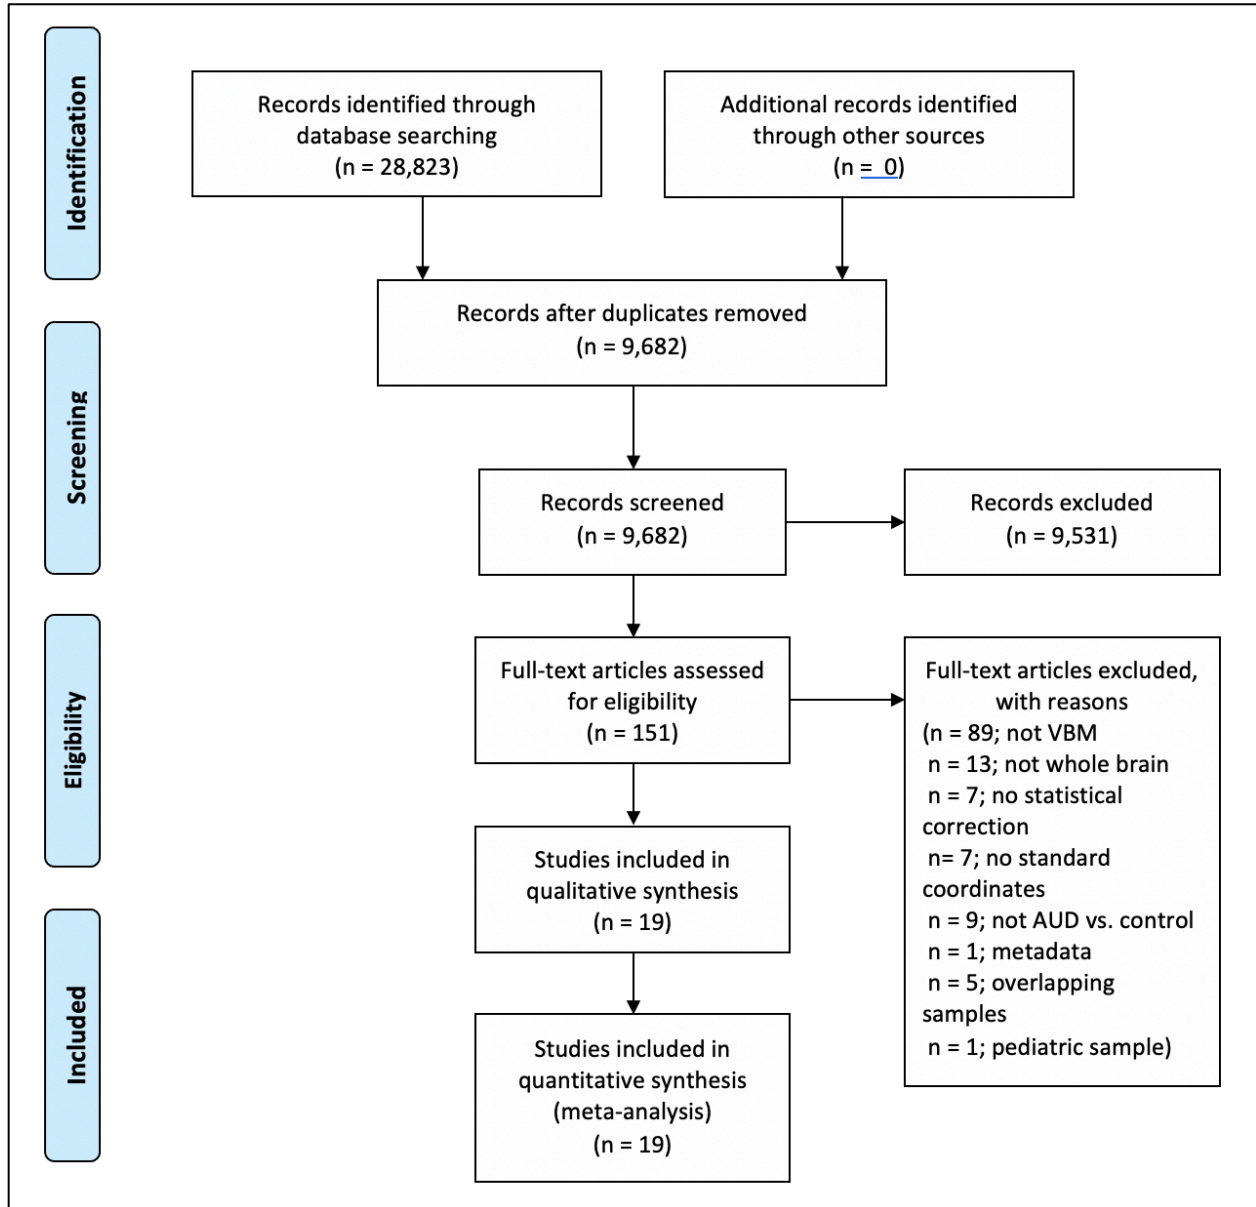 Identification
Records identified through
database searching
(n = 28,823)
Additional records identified
through other sources
(n =  0)
Records after duplicates removed
(n = 9,682)
Screening
Records screened
(n = 9,682)
Records excluded
(n = 9,531)
Eligibility
Full-text articles assessed
for eligibility
(n = 151)
Full-text articles excluded,
with reasons
(n = 89; not VBM
n = 13; not whole brain
n = 7; no statistical
correction
n= 7; no standard
coordinates
n = 9; not AUD vs. control
n = 1; metadata
n = 5; overlapping
samples
n = 1; pediatric sample)
Studies included in
qualitative synthesis
(n = 19)
Included
Studies included in
quantitative synthesis
(meta-analysis)
(n = 19)